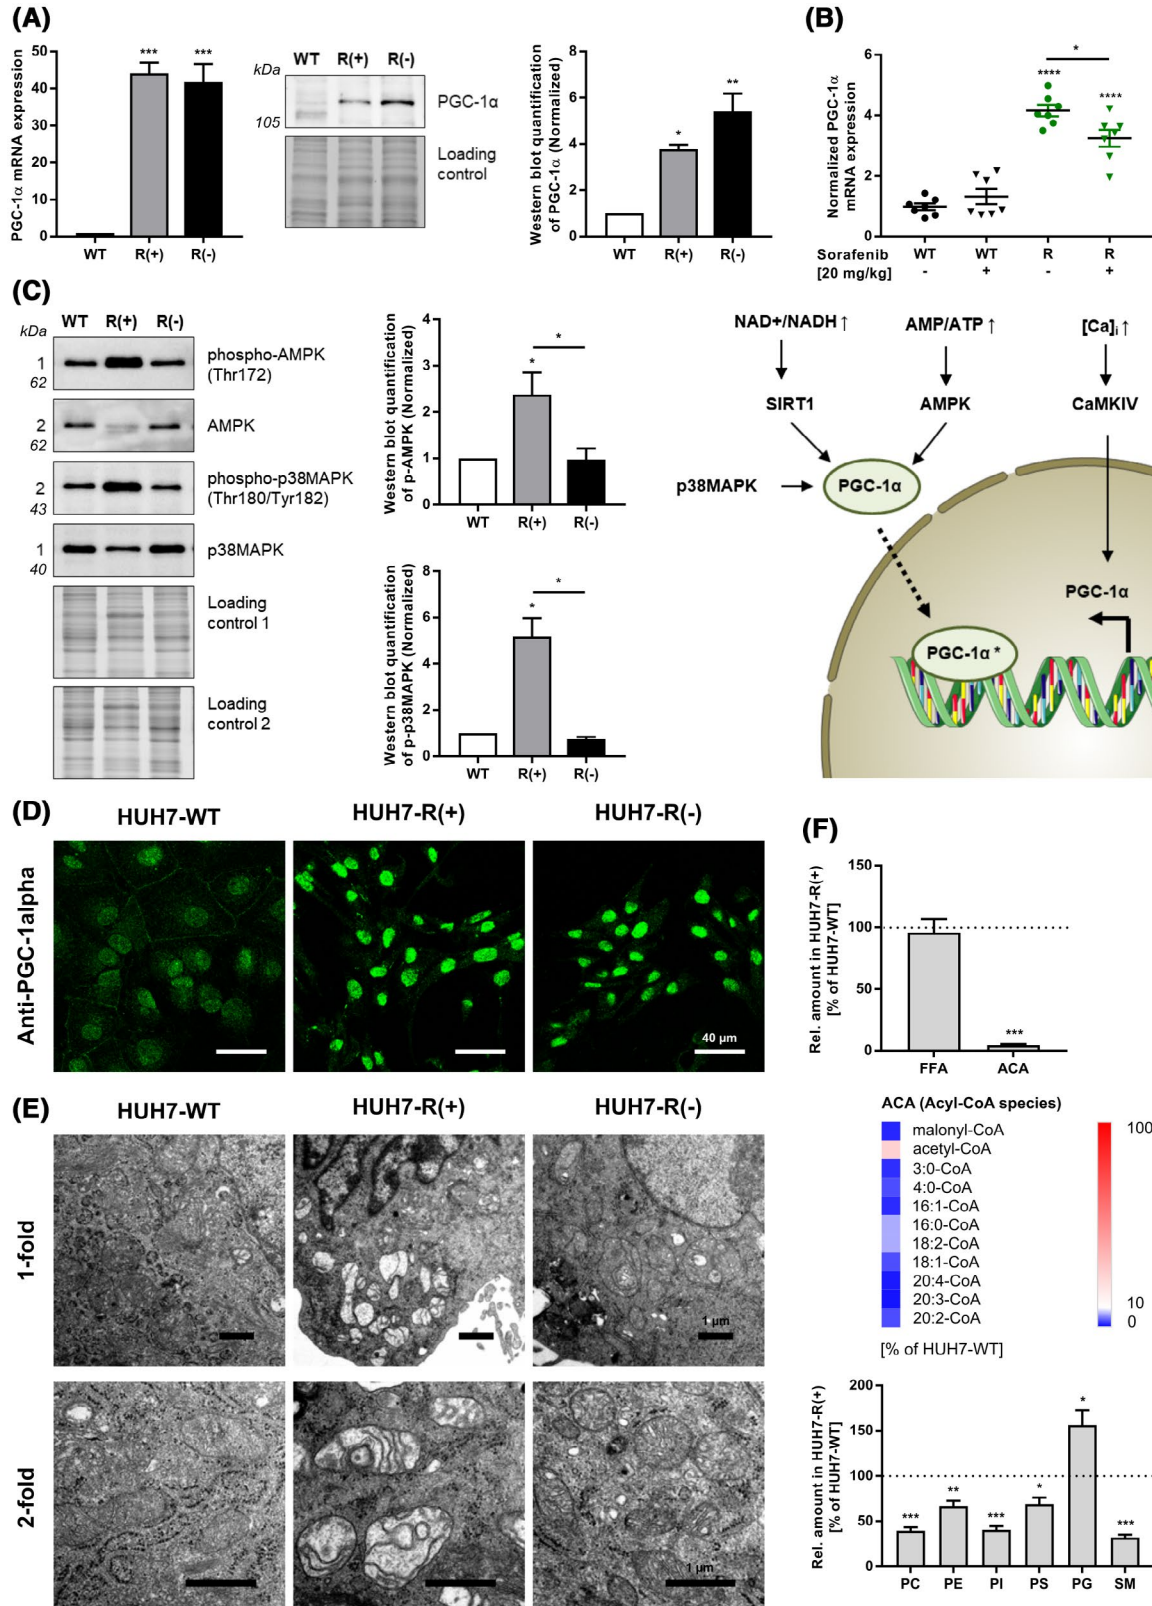 (A)
PGC-1α mRNA expression
50
40
30
20
10
0
***
***
WT
R(+)
R(-)
kDa
WT R(+) R(-)
105
PGC-1α
Loading
control
Western blot quantification
of PGC-1α (Normalized)
8
6
4
2
0
*
**
WT
R(+)
R(-)
(B)
Normalized PGC-1α
mRNA expression
6
4
2
0
****
*
****
Sorafenib WT WT R R
[20 mg/kg] - + - +
(C)
kDa
WT R(+) R(-)
1
62
phospho-AMPK
(Thr172)
2
62
AMPK
2
43
phospho-p38MAPK
(Thr180/Tyr182)
1
40
p38MAPK
Loading
control 1
Loading
control 2
Western blot quantification
of p-AMPK (Normalized)
4
3
2
1
0
*
*
WT
R(+)
R(-)
Western blot quantification
of p-p38MAPK (Normalized)
8
6
4
2
0
*
*
WT
R(+)
R(-)
NAD+/NADH ↑
AMP/ATP ↑
[Ca]i ↑
SIRT1
AMPK
CaMKIV
p38MAPK
PGC-1α
PGC-1α
PGC-1α *
(D)
HUH7-WT
HUH7-R(+)
HUH7-R(-)
Anti-PGC-1alpha
40 µm
(E)
HUH7-WT
HUH7-R(+)
HUH7-R(-)
1-fold
1 µm
2-fold
1 µm
(F)
Rel. amount in HUH7-R(+)
[% of HUH7-WT]
150
100
50
0
***
FFA
ACA
ACA (Acyl-CoA species)
malonyl-CoA
acetyl-CoA
3:0-CoA
4:0-CoA
16:1-CoA
16:0-CoA
18:2-CoA
18:1-CoA
20:4-CoA
20:3-CoA
20:2-CoA
100
10
0
[% of HUH7-WT]
Rel. amount in HUH7-R(+)
[% of HUH7-WT]
200
150
100
50
0
***
**
***
*
*
***
PC
PE
PI
PS
PG
SM